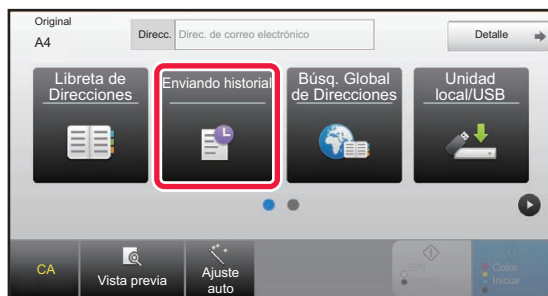 Original
A4
Direcc.
Direc. de correo electrónico
Detalle
Libreta de
Direcciones
Enviando historial
Búsq. Global
de Direcciones
Unidad
local/USB
CA
Vista previa
Ajuste
auto
B/N
Iniciar
Color
Iniciar